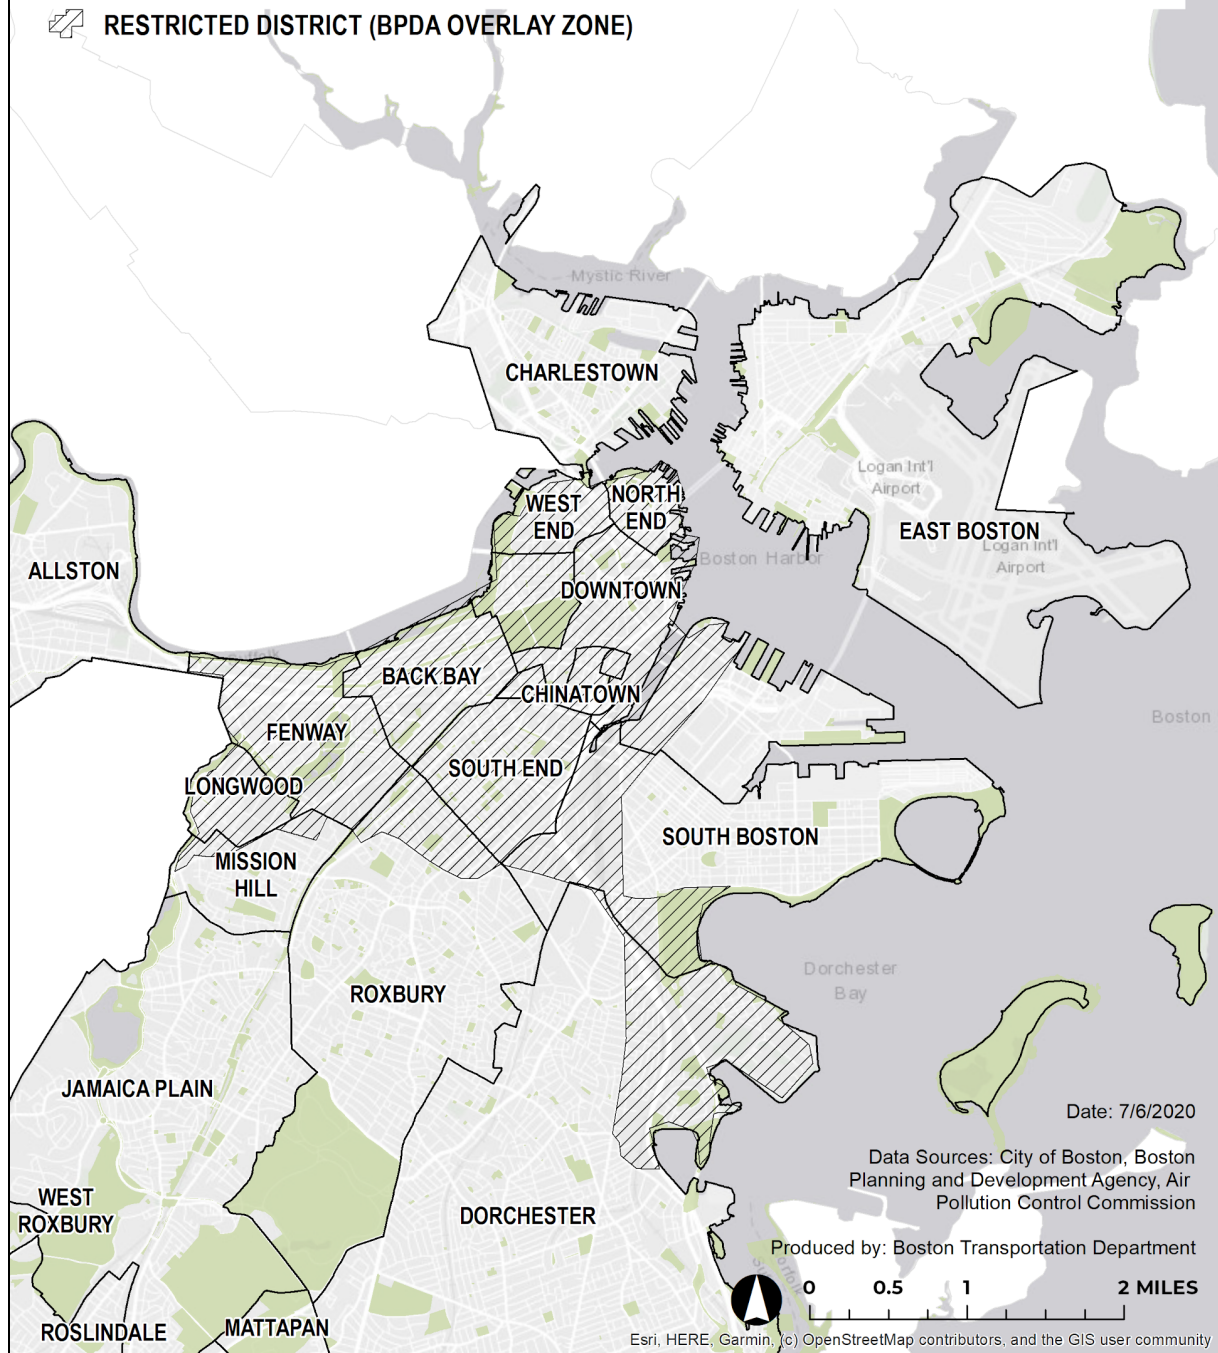 RESTRICTED DISTRICT (BPDA OVERLAY ZONE)
Mystic River
CHARLESTOWN
Logan Int'l
Airport
WEST
END
NORTH
END
EAST BOSTON
Logan Int'l
Airport
Boston Harbor
ALLSTON
DOWNTOWN
Suffolk
BACK BAY
CHINATOWN
Boston
FENWAY
SOUTH END
LONGWOOD
SOUTH BOSTON
MISSION
HILL
Dorchester
Bay
ROXBURY
JAMAICA PLAIN
Date: 7/6/2020
Data Sources: City of Boston, Boston
Planning and Development Agency, Air
Pollution Control Commission
WEST
ROXBURY
DORCHESTER
Produced by: Boston Transportation Department
Norfolk
0 0.5 1 2 MILES
ROSLINDALE
MATTAPAN
Esri, HERE, Garmin, (c) OpenStreetMap contributors, and the GIS user community